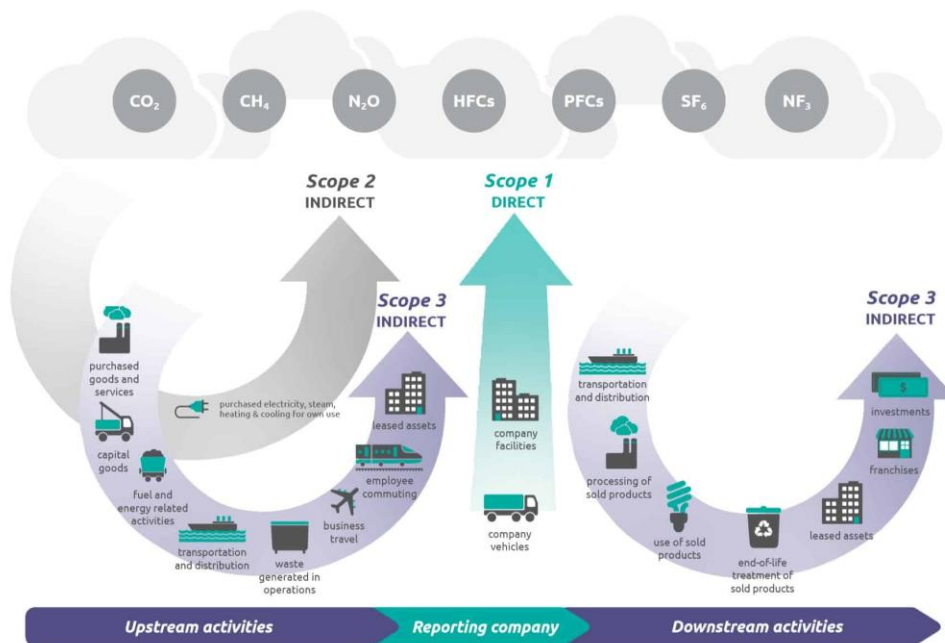 CO₂
CH₄
N₂O
HFCs
PFCs
SF₆
NF₃
Scope 2
INDIRECT
Scope 1
DIRECT
Scope 3
INDIRECT
Scope 3
INDIRECT
purchased
goods and
services
capital
goods
fuel and
energy related
activities
transportation
and distribution
waste
generated in
operations
business
travel
employee
commuting
leased assets
purchased electricity, steam,
heating & cooling for own use
company
facilities
company
vehicles
transportation
and distribution
processing of
sold products
use of sold
products
end-of-life
treatment of
sold products
leased assets
franchises
$
investments
Upstream activities
Reporting company
Downstream activities